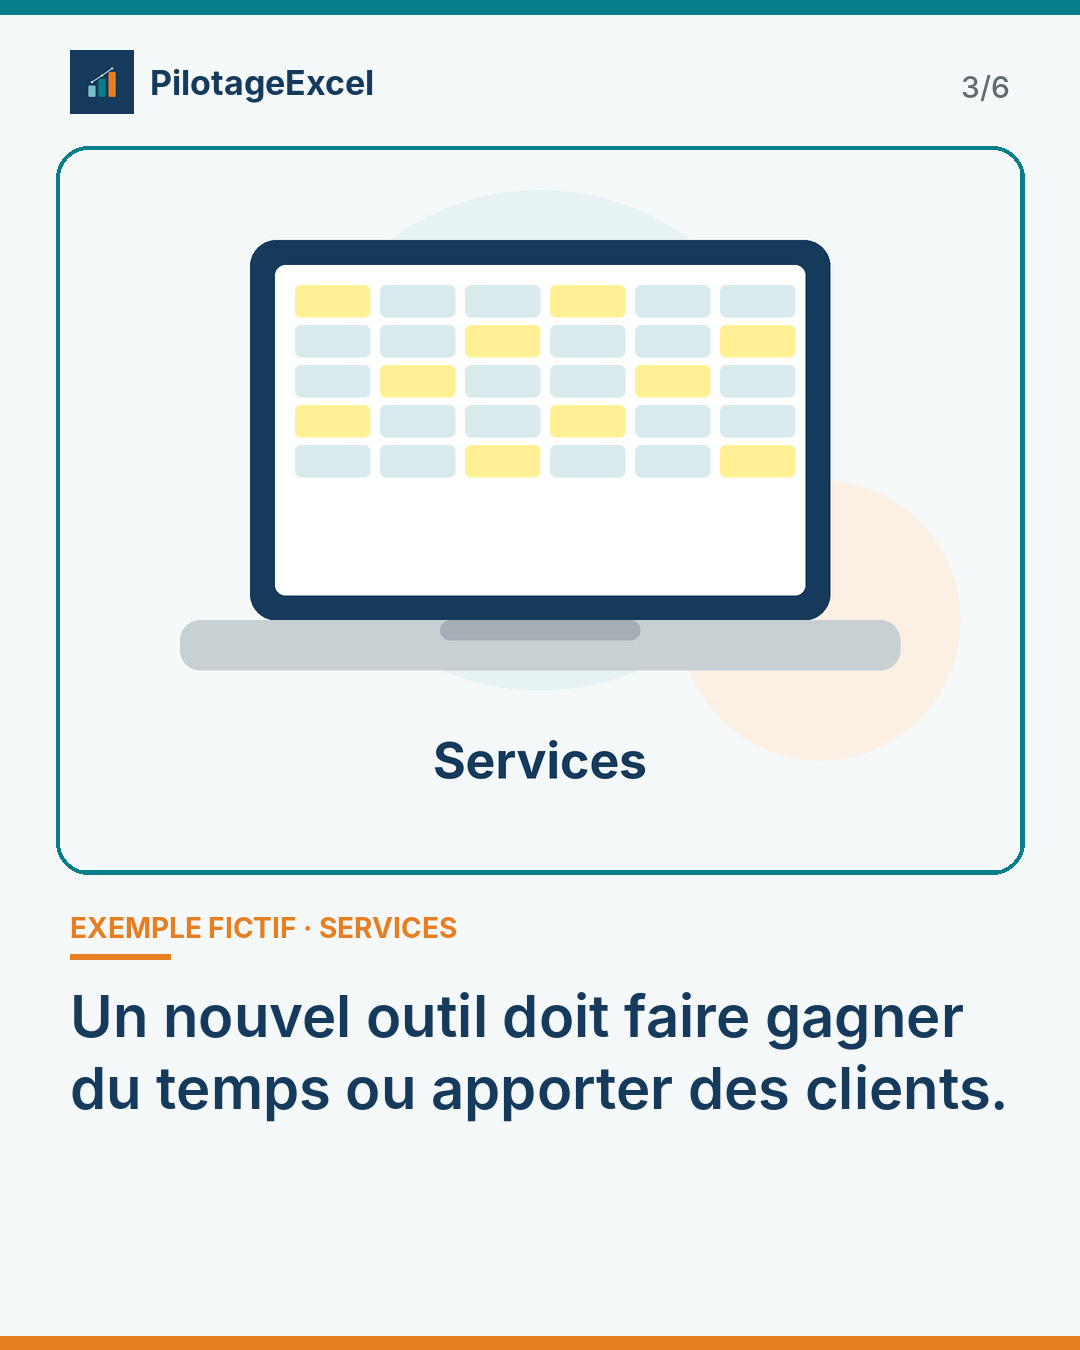 PilotageExcel
3/6
Services
EXEMPLE FICTIF · SERVICES
Un nouvel outil doit faire gagner
du temps ou apporter des clients.